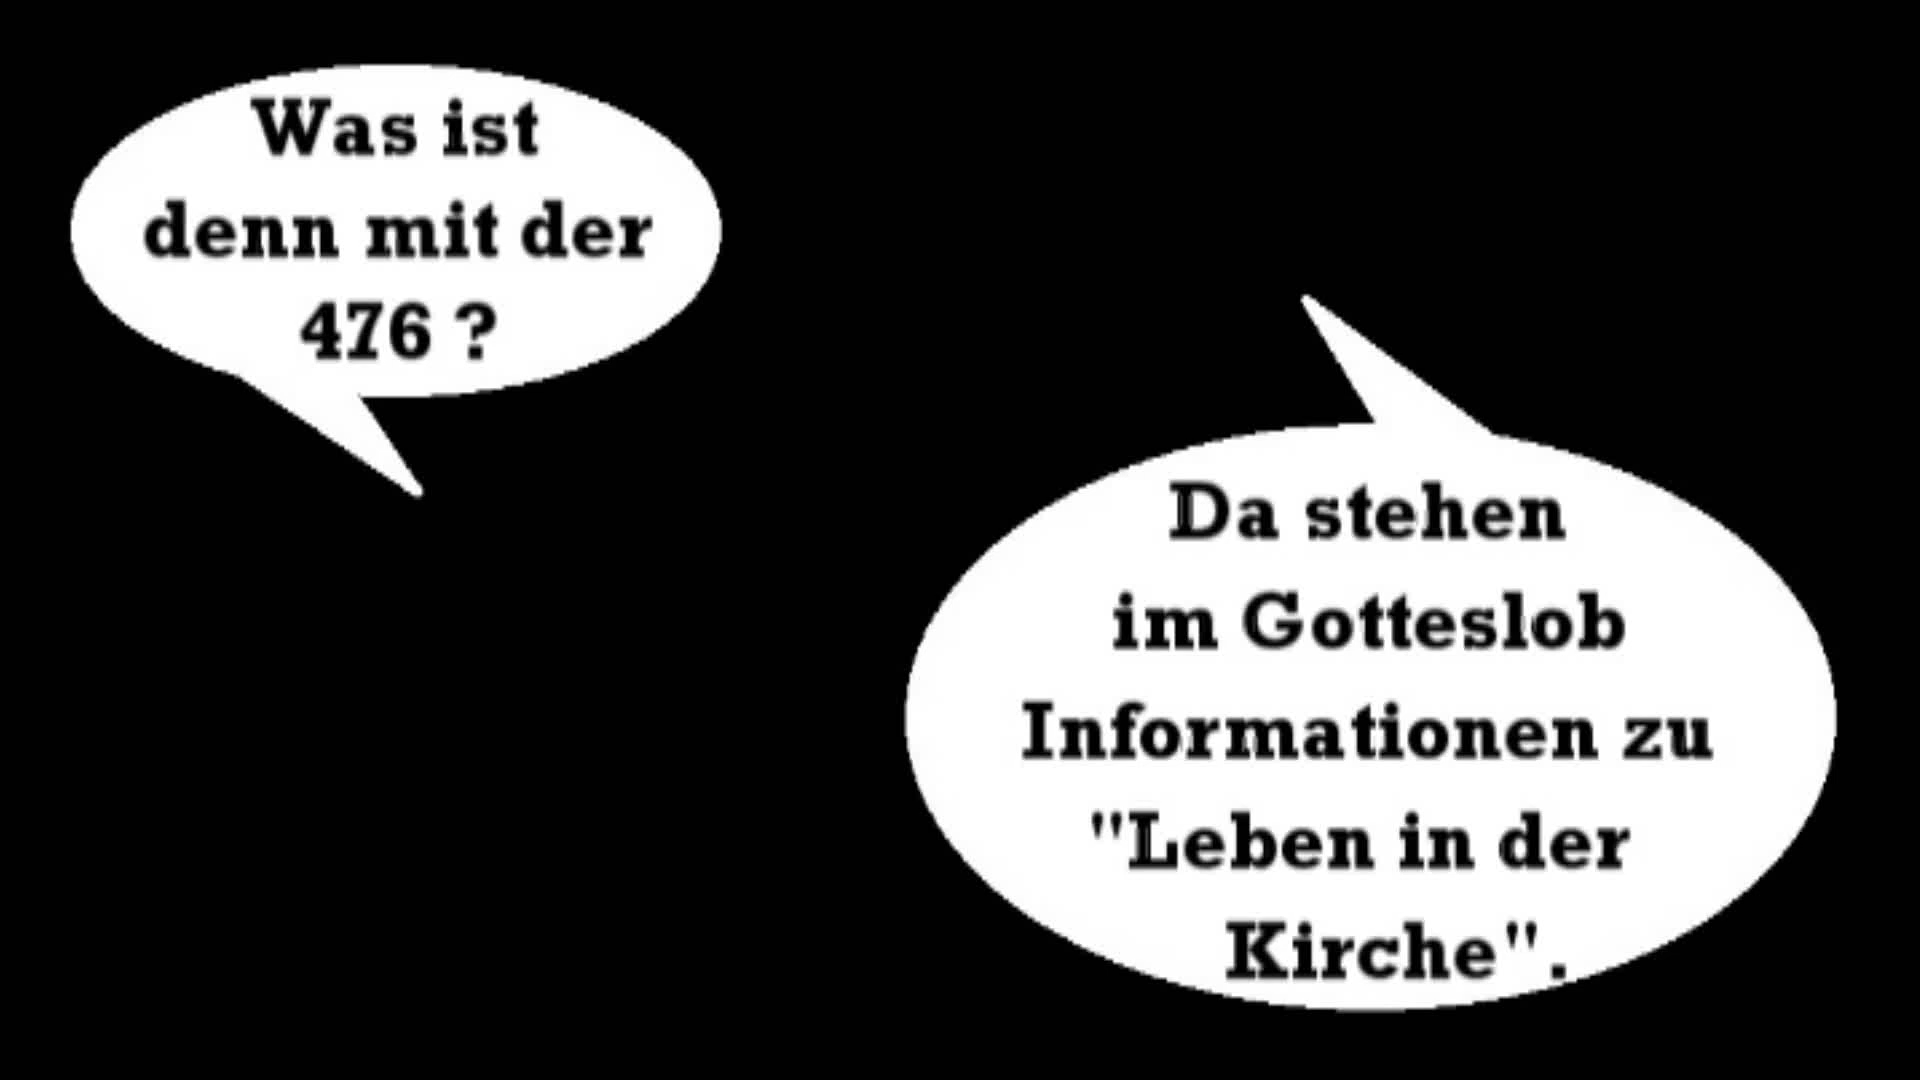 Was ist
denn mit der
476 ?
Da stehen
im Gotteslob
Informationen zu
"Leben in der
Kirche".